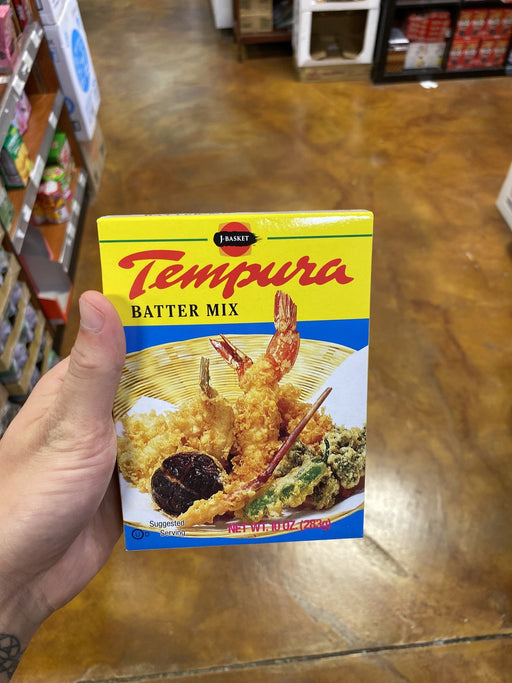 J-BASKET
Tempura
BATTER MIX
Suggested
Serving
NET WT. 10 OZ. (283g)